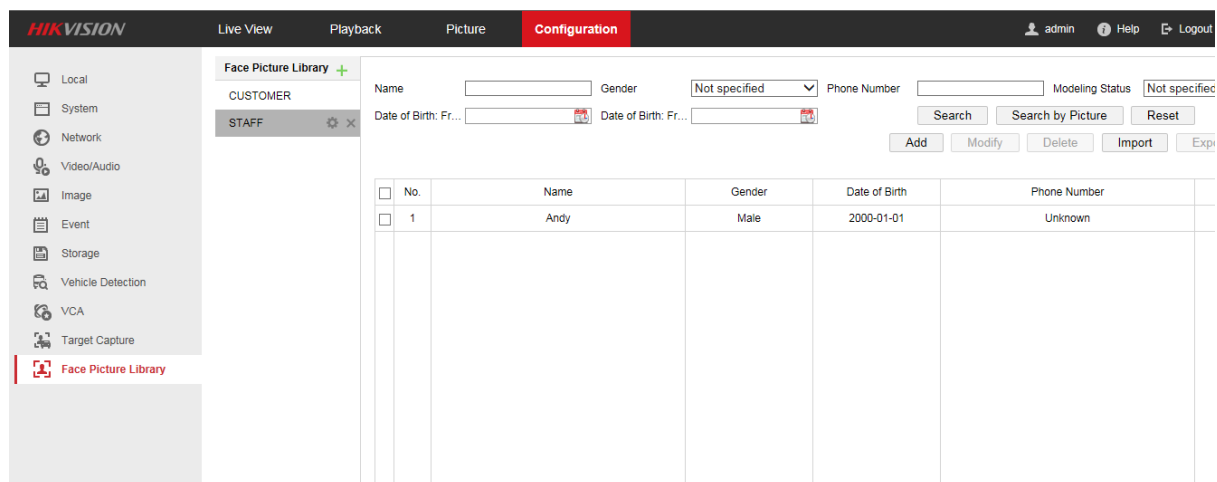 HIKVISION Live View Playback Picture Configuration admin Help Logout
Local
System
Network
Video/Audio
Image
Event
Storage
Vehicle Detection
VCA
Target Capture
Face Picture Library
Face Picture Library +
CUSTOMER
STAFF
Name Gender Not specified Phone Number Modeling Status Not specified
Date of Birth: Fr... Date of Birth: Fr... Search Search by Picture Reset
Add Modify Delete Import Exp
No. Name Gender Date of Birth Phone Number
1 Andy Male 2000-01-01 Unknown